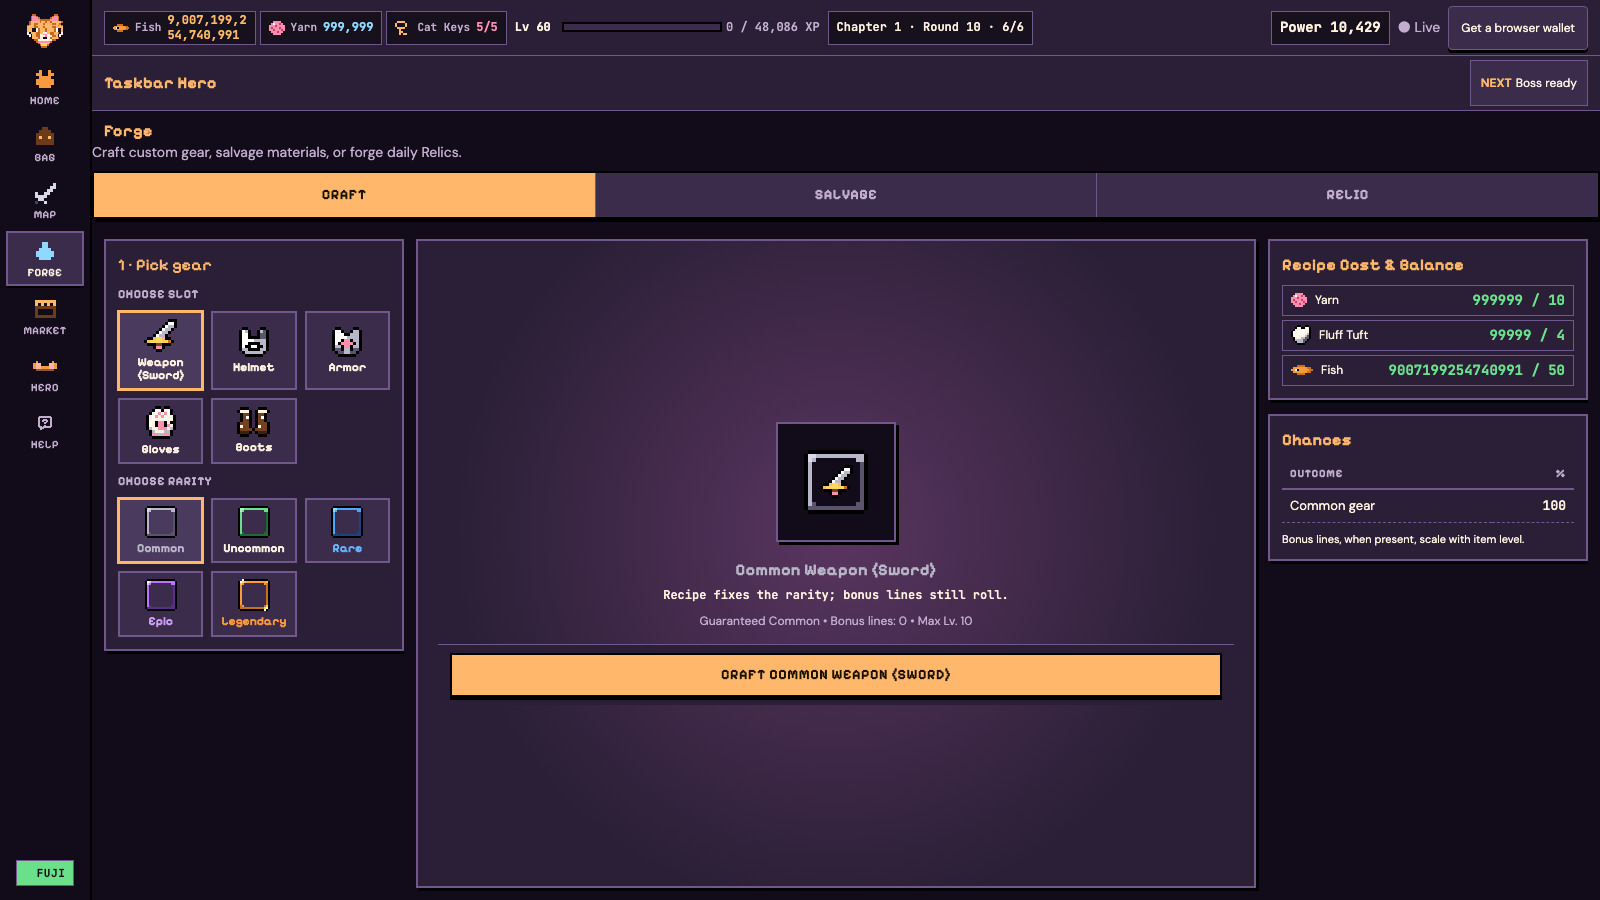 Fish 9,007,199,2
54,740,991
Yarn 999,999
Cat Keys 5/5
Lv 60
0 / 48,086 XP
Chapter 1 · Round 10 · 6/6
Power 10,429
Live
Get a browser wallet
Taskbar Hero
NEXT Boss ready
HOME
BAG
MAP
FORGE
MARKET
HERO
HELP
FUJI
Forge
Craft custom gear, salvage materials, or forge daily Relics.
CRAFT
SALVAGE
RELIC
1 · Pick gear
CHOOSE SLOT
Weapon
(Sword)
Helmet
Armor
Gloves
Boots
CHOOSE RARITY
Common
Uncommon
Rare
Epic
Legendary
Common Weapon (Sword)
Recipe fixes the rarity; bonus lines still roll.
Guaranteed Common • Bonus lines: 0 • Max Lv. 10
CRAFT COMMON WEAPON (SWORD)
Recipe Cost & Balance
Yarn 999999 / 10
Fluff Tuft 99999 / 4
Fish 9007199254740991 / 50
Chances
OUTCOME %
Common gear 100
Bonus lines, when present, scale with item level.